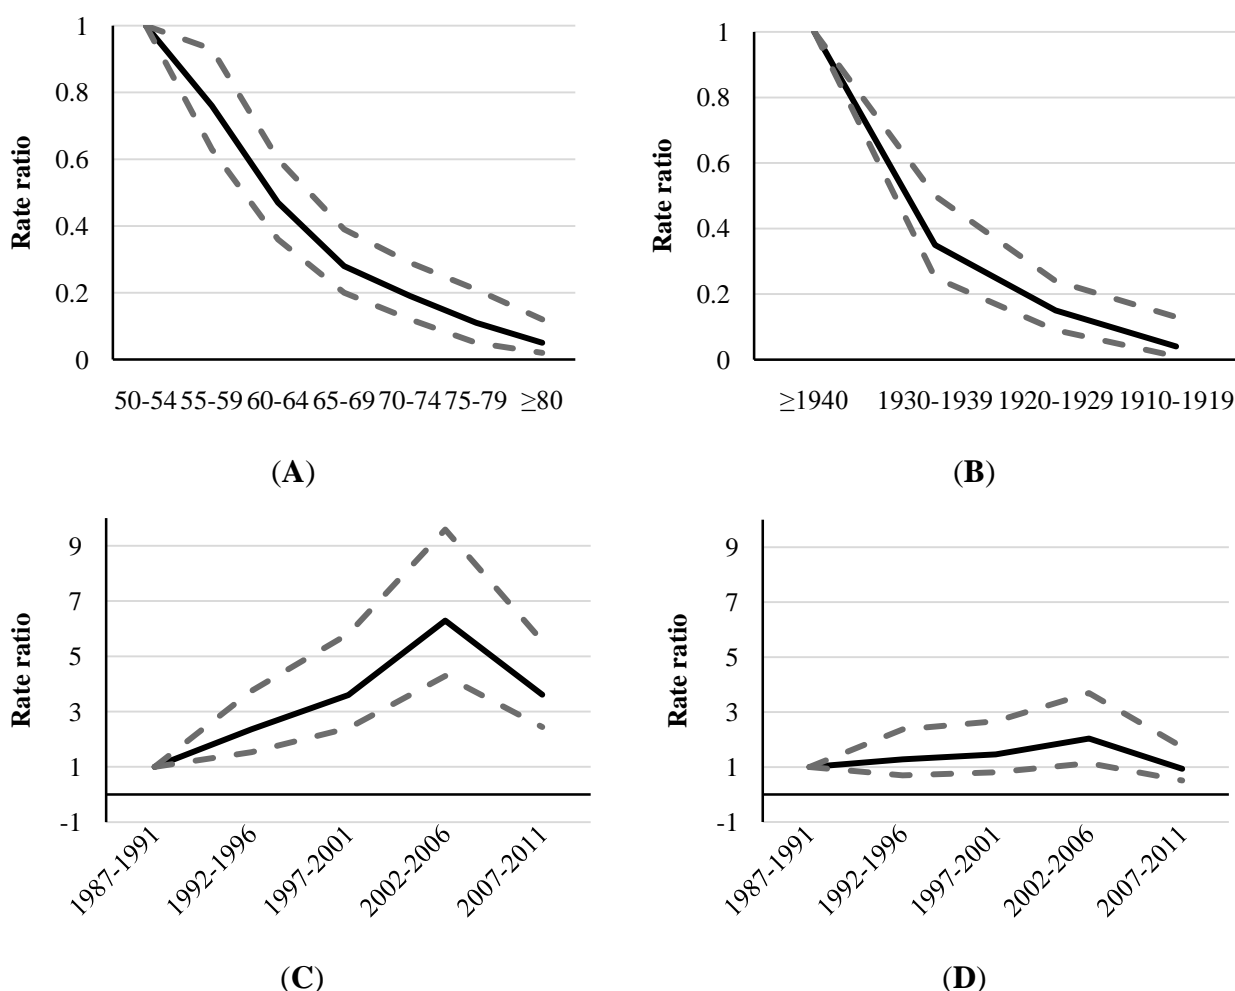 1
0.8
0.6
0.4
0.2
0
Rate ratio
50-54 55-59 60-64 65-69 70-74 75-79 ≥80
(A)
1
0.8
0.6
0.4
0.2
0
Rate ratio
≥1940 1930-1939 1920-1929 1910-1919
(B)
9
7
5
3
1
-1
Rate ratio
1987-1991 1992-1996 1997-2001 2002-2006 2007-2011
(C)
9
7
5
3
1
-1
Rate ratio
1987-1991 1992-1996 1997-2001 2002-2006 2007-2011
(D)